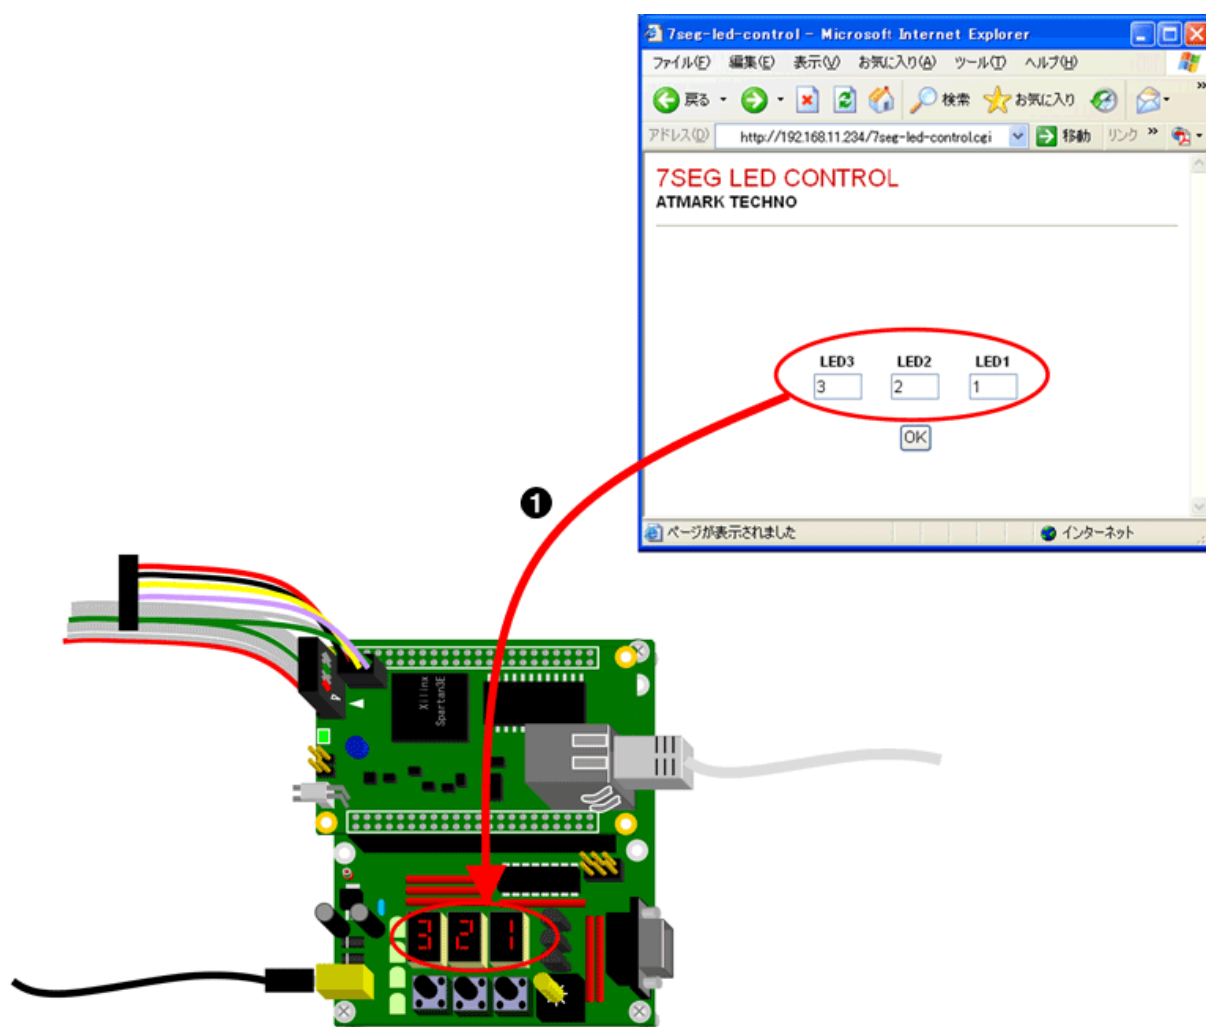 7seg-led-control - Microsoft Internet Explorer
ファイル(F) 編集(E) 表示(V) お気に入り(A) ツール(T) ヘルプ(H)
戻る 検索 お気に入り »
アドレス(D) http://192.168.11.234/7seg-led-control.cgi 移動 リンク »
7SEG LED CONTROL
ATMARK TECHNO
LED3 LED2 LED1
3 2 1
OK
ページが表示されました インターネット
1
Xilinx
Spartan3E
3 2 1